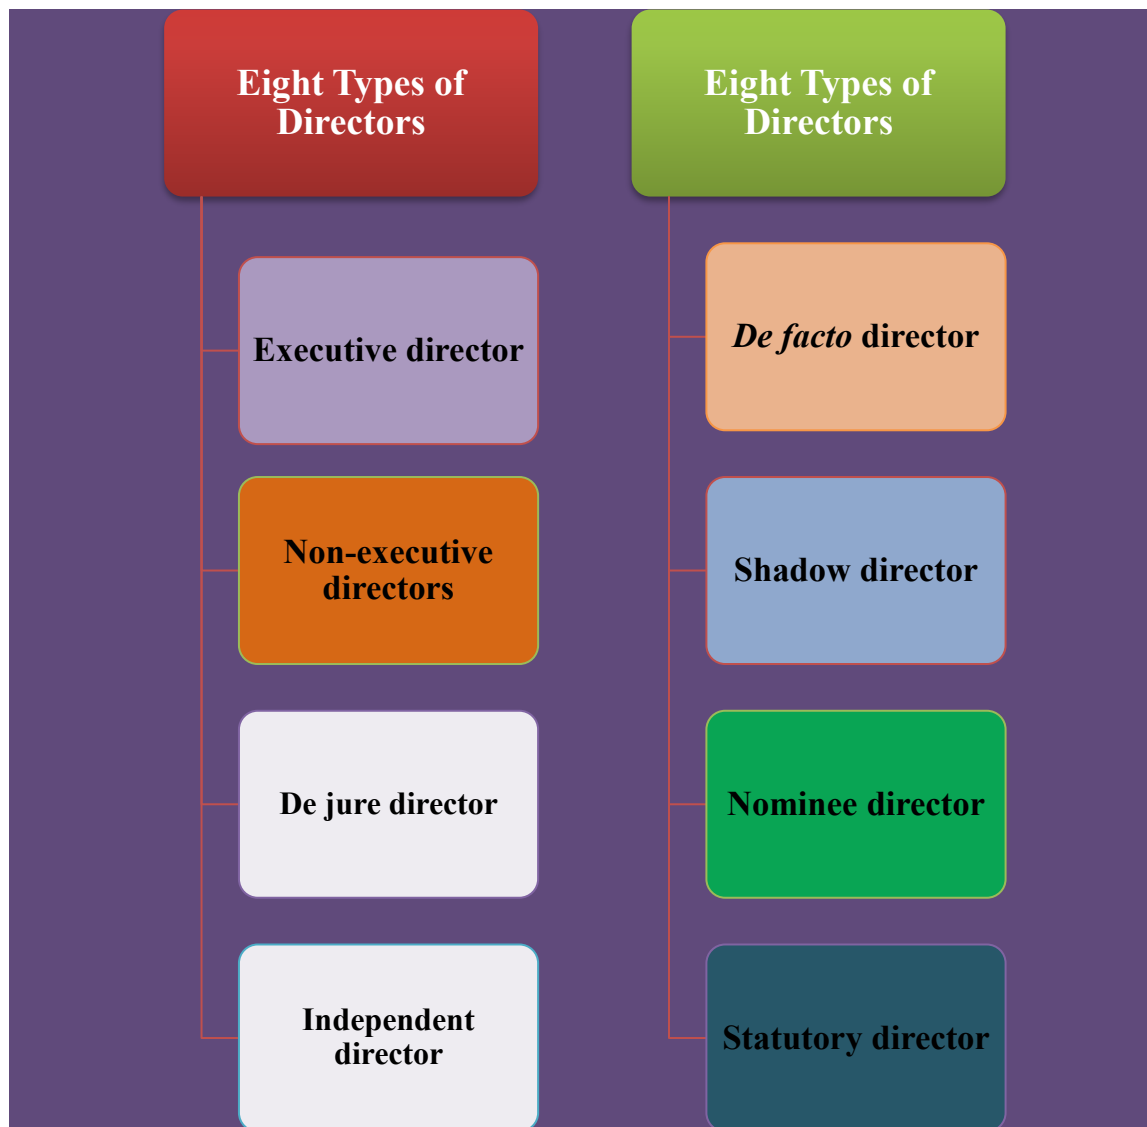 Eight Types of
Directors
Executive director
Non-executive
directors
De jure director
Independent
director
Eight Types of
Directors
De facto director
Shadow director
Nominee director
Statutory director